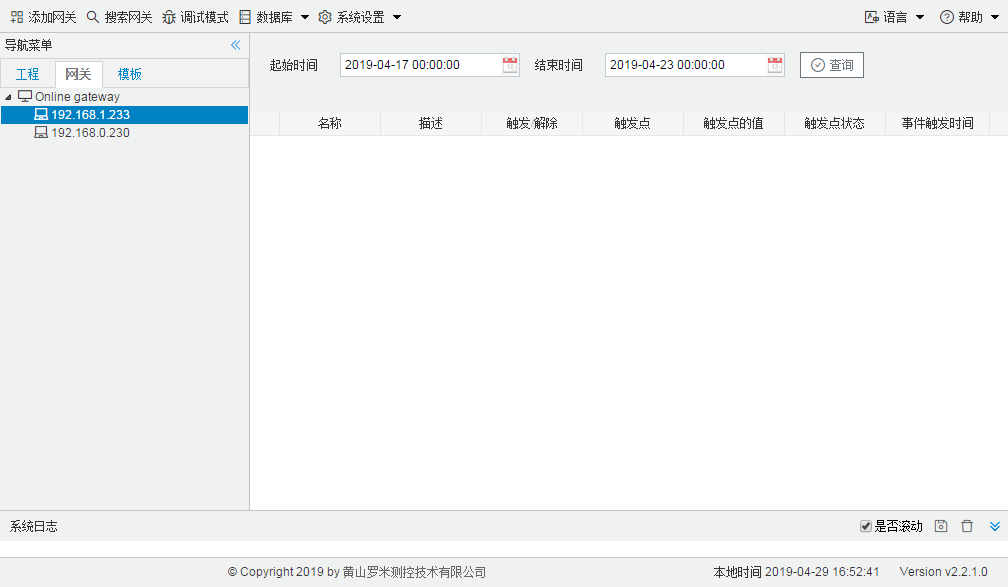 添加网关 搜索网关 调试模式 数据库 系统设置 语言 帮助
导航菜单
起始时间 2019-04-17 00:00:00 结束时间 2019-04-23 00:00:00 查询
工程 网关 模板
Online gateway
192.168.1.233
192.168.0.230
名称 描述 触发/解除 触发点 触发点的值 触发点状态 事件触发时间
系统日志 是否滚动
© Copyright 2019 by 黄山罗米测控技术有限公司 本地时间 2019-04-29 16:52:41 Version v2.2.1.0